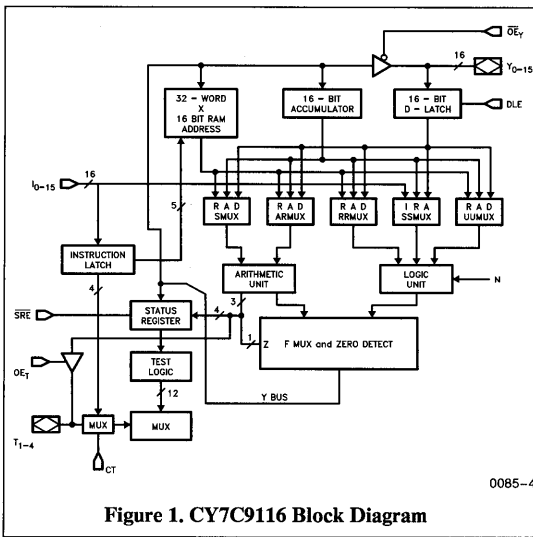 OE_Y
16
Y_0-15
32 - WORD
X
16 BIT RAM
ADDRESS
16 - BIT
ACCUMULATOR
16 - BIT
D - LATCH
DLE
I_0-15
16
5
R A D
SMUX
R A D
ARMUX
R A D
RRMUX
I R A
SSMUX
R A D
UUMUX
INSTRUCTION
LATCH
ARITHMETIC
UNIT
LOGIC
UNIT
N
4
3
SRE
STATUS
REGISTER
4
1
Z
F MUX and ZERO DETECT
OE_T
TEST
LOGIC
12
Y BUS
T_1-4
MUX
MUX
CT
0085-4
Figure 1. CY7C9116 Block Diagram